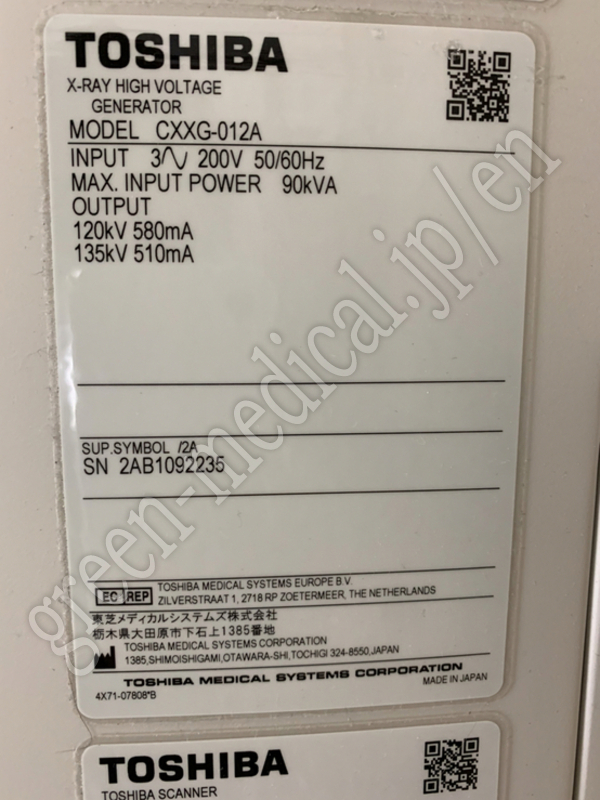 TOSHIBA
X-RAY HIGH VOLTAGE
GENERATOR
MODEL CXXG-012A
INPUT 3∿ 200V 50/60Hz
MAX. INPUT POWER 90kVA
OUTPUT
120kV 580mA
135kV 510mA
SUP.SYMBOL /2A
SN 2AB1092235
EC REP
TOSHIBA MEDICAL SYSTEMS EUROPE B.V.
ZILVERSTRAAT 1, 2718 RP ZOETERMEER, THE NETHERLANDS
東芝メディカルシステムズ株式会社
栃木県大田原市下石上1385番地
TOSHIBA MEDICAL SYSTEMS CORPORATION
1385,SHIMOISHIGAMI,OTAWARA-SHI,TOCHIGI 324-8550,JAPAN
TOSHIBA MEDICAL SYSTEMS CORPORATION
4X71-07808*B
MADE IN JAPAN
TOSHIBA
TOSHIBA SCANNER
green-medical.jp/en